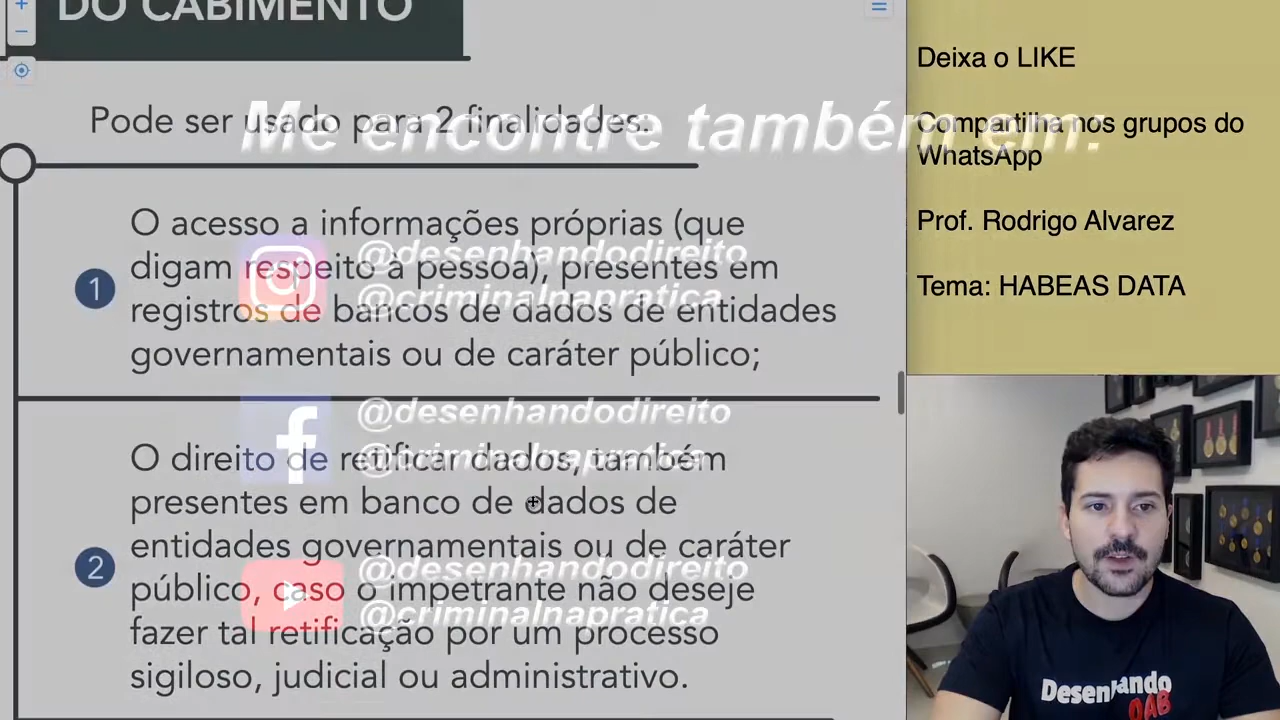 DO CABIMENTO
Pode ser usado para 2 finalidades:
Me encontre também em:
1
O acesso a informações próprias (que
digam respeito à pessoa), presentes em
registros de bancos de dados de entidades
governamentais ou de caráter público;
@desenhandodireito
@criminalnapratica
2
O direito de retificar dados, também
presentes em banco de dados de
entidades governamentais ou de caráter
público, caso o impetrante não deseje
fazer tal retificação por um processo
sigiloso, judicial ou administrativo.
@desenhandodireito
@criminalnapratica
@desenhandodireito
@criminalnapratica
Deixa o LIKE
Compartilha nos grupos do
WhatsApp
Prof. Rodrigo Alvarez
Tema: HABEAS DATA
Desenhando
OAB